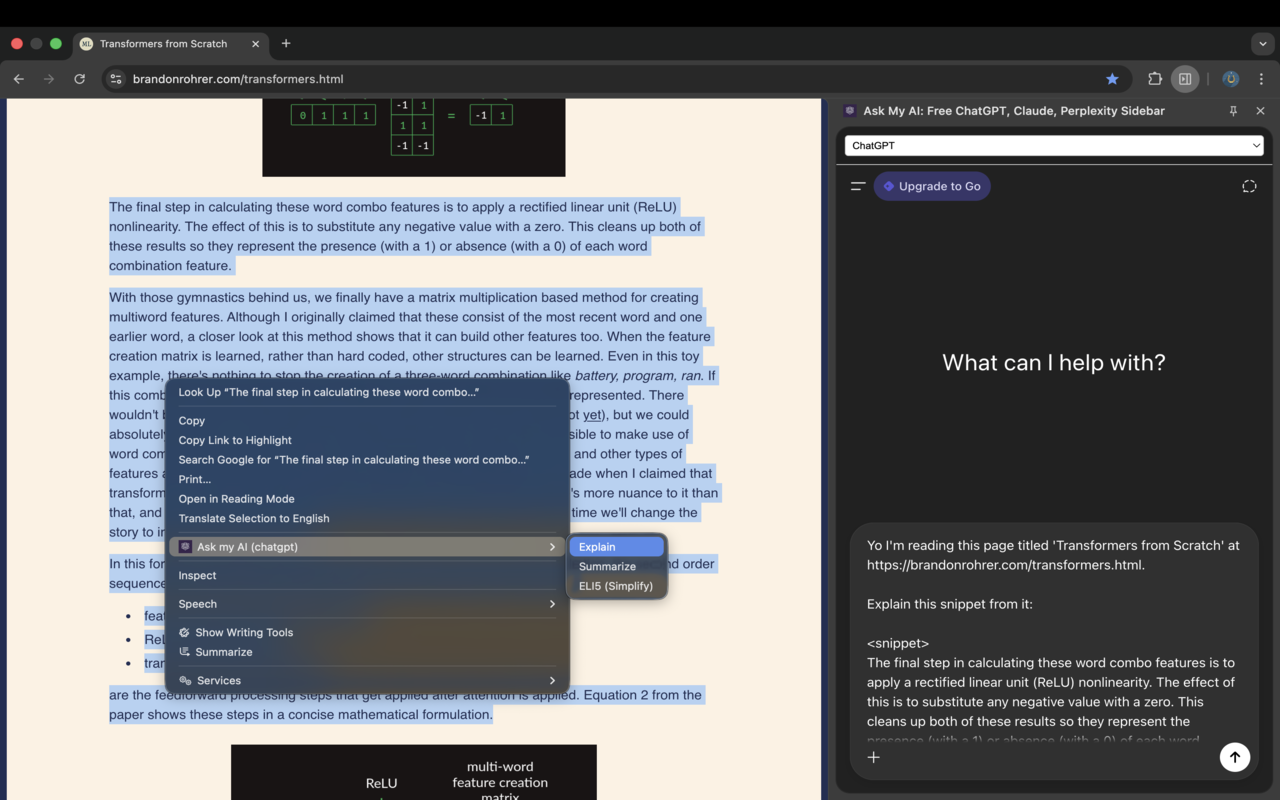 ML Transformers from Scratch
brandonrohrer.com/transformers.html
-1 1
0 1 1 1 1 1 = -1 1
-1 -1
The final step in calculating these word combo features is to apply a rectified linear unit (ReLU)
nonlinearity. The effect of this is to substitute any negative value with a zero. This cleans up both of
these results so they represent the presence (with a 1) or absence (with a 0) of each word
combination feature.
With those gymnastics behind us, we finally have a matrix multiplication based method for creating
multiword features. Although I originally claimed that these consist of the most recent word and one
earlier word, a closer look at this method shows that it can build other features too. When the feature
creation matrix is learned, rather than hard coded, other structures can be learned. Even in this toy
example, there's nothing to stop the creation of a three-word combination like battery, program, ran. If
this comb represented. There
wouldn't yet), but we could
absolutely sible to make use of
word com and other types of
features ade when I claimed that
transform 's more nuance to it than
that, and time we'll change the
story to in
In this for nd order
sequence
• feat
• ReL
• tran
are the feedforward processing steps that get applied after attention is applied. Equation 2 from the
paper shows these steps in a concise mathematical formulation.
ReLU
multi-word
feature creation
matrix
Look Up “The final step in calculating these word combo...”
Copy
Copy Link to Highlight
Search Google for “The final step in calculating these word combo...”
Print...
Open in Reading Mode
Translate Selection to English
Ask my AI (chatgpt)
Inspect
Speech
Show Writing Tools
Summarize
Services
Explain
Summarize
ELI5 (Simplify)
Ask My AI: Free ChatGPT, Claude, Perplexity Sidebar
ChatGPT
Upgrade to Go
What can I help with?
Yo I'm reading this page titled 'Transformers from Scratch' at
https://brandonrohrer.com/transformers.html.
Explain this snippet from it:
<snippet>
The final step in calculating these word combo features is to
apply a rectified linear unit (ReLU) nonlinearity. The effect of
this is to substitute any negative value with a zero. This
cleans up both of these results so they represent the
presence (with a 1) or absence (with a 0) of each word